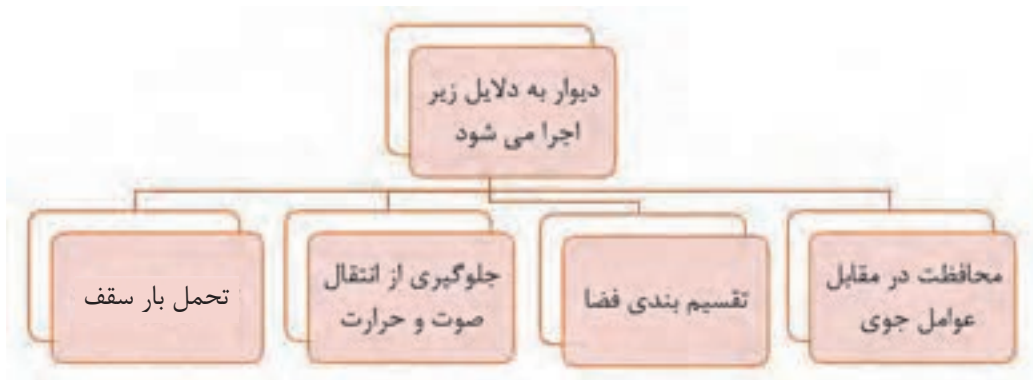 دیوار به دلایل زیر
اجرا می شود
محافظت در مقابل
عوامل جوی
تقسیم بندی فضا
جلوگیری از انتقال
صوت و حرارت
تحمل بار سقف